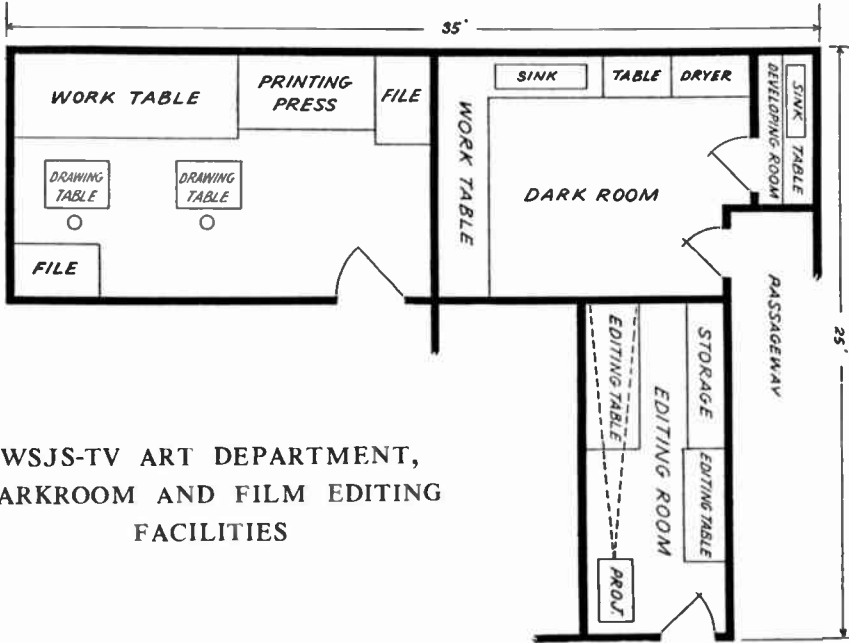 35'
WORK TABLE
PRINTING
PRESS
FILE
SINK
TABLE
DRYER
DEVELOPING ROOM
SINK
TABLE
DRAWING
TABLE
DRAWING
TABLE
WORK TABLE
DARK ROOM
FILE
PASSAGEWAY
25'
EDITING TABLE
STORAGE
EDITING ROOM
EDITING TABLE
PROJ.
WSJS-TV ART DEPARTMENT,
ARKROOM AND FILM EDITING
FACILITIES